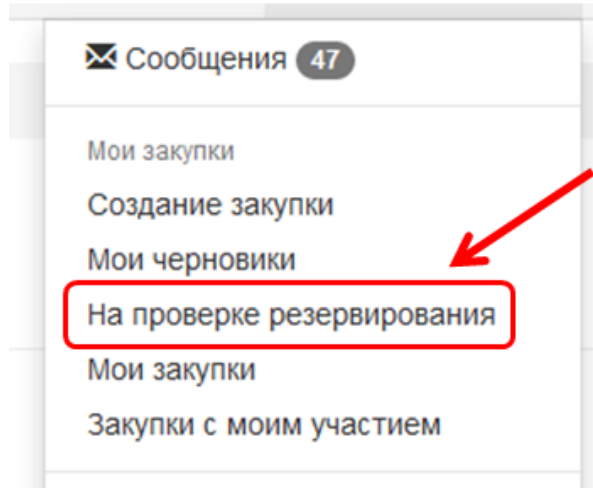 Сообщения 47
Мои закупки
Создание закупки
Мои черновики
На проверке резервирования
Мои закупки
Закупки с моим участием